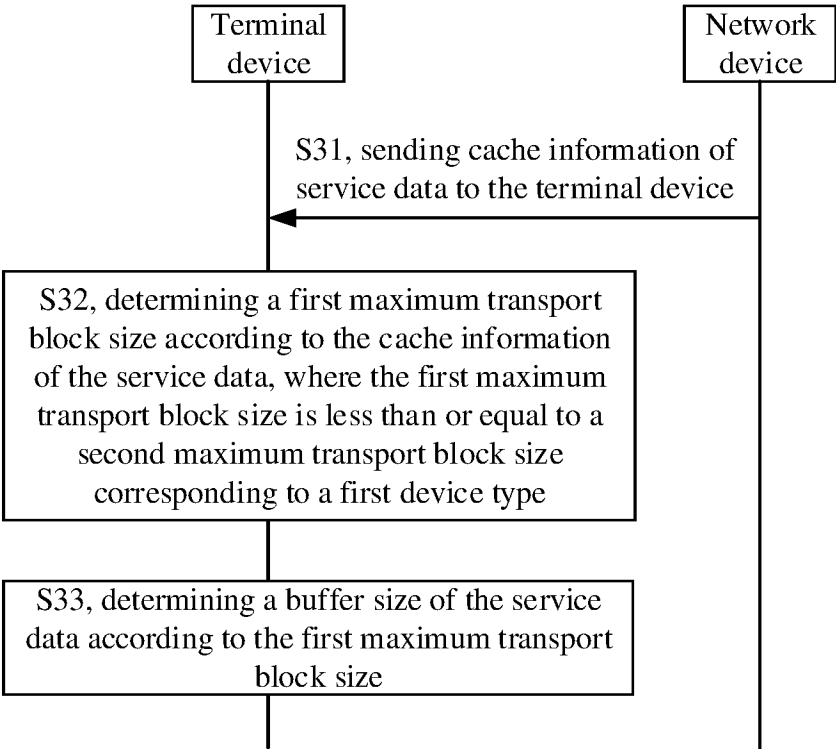 Terminal
device
Network
device
S31, sending cache information of
service data to the terminal device
S32, determining a first maximum transport
block size according to the cache information
of the service data, where the first maximum
transport block size is less than or equal to a
second maximum transport block size
corresponding to a first device type
S33, determining a buffer size of the service
data according to the first maximum transport
block size